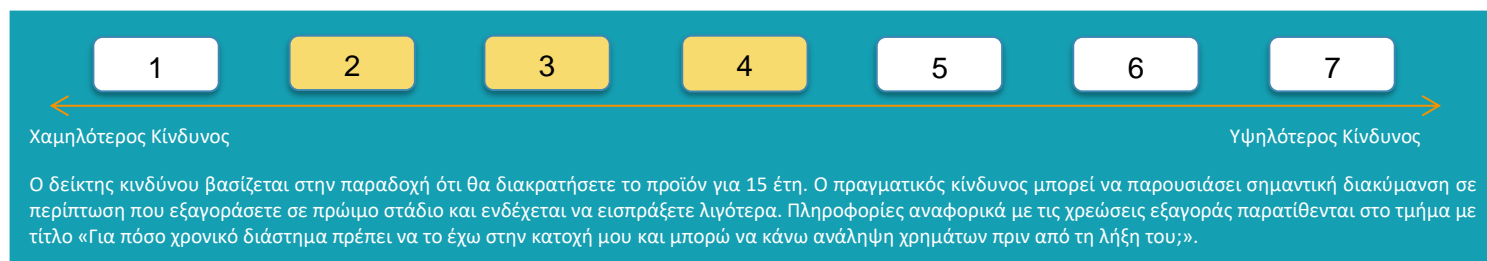 1 2 3 4 5 6 7
Χαμηλότερος Κίνδυνος Υψηλότερος Κίνδυνος
Ο δείκτης κινδύνου βασίζεται στην παραδοχή ότι θα διακρατήσετε το προϊόν για 15 έτη. Ο πραγματικός κίνδυνος μπορεί να παρουσιάσει σημαντική διακύμανση σε
περίπτωση που εξαγοράσετε σε πρώιμο στάδιο και ενδέχεται να εισπράξετε λιγότερα. Πληροφορίες αναφορικά με τις χρεώσεις εξαγοράς παρατίθενται στο τμήμα με
τίτλο «Για πόσο χρονικό διάστημα πρέπει να το έχω στην κατοχή μου και μπορώ να κάνω ανάληψη χρημάτων πριν από τη λήξη του;».